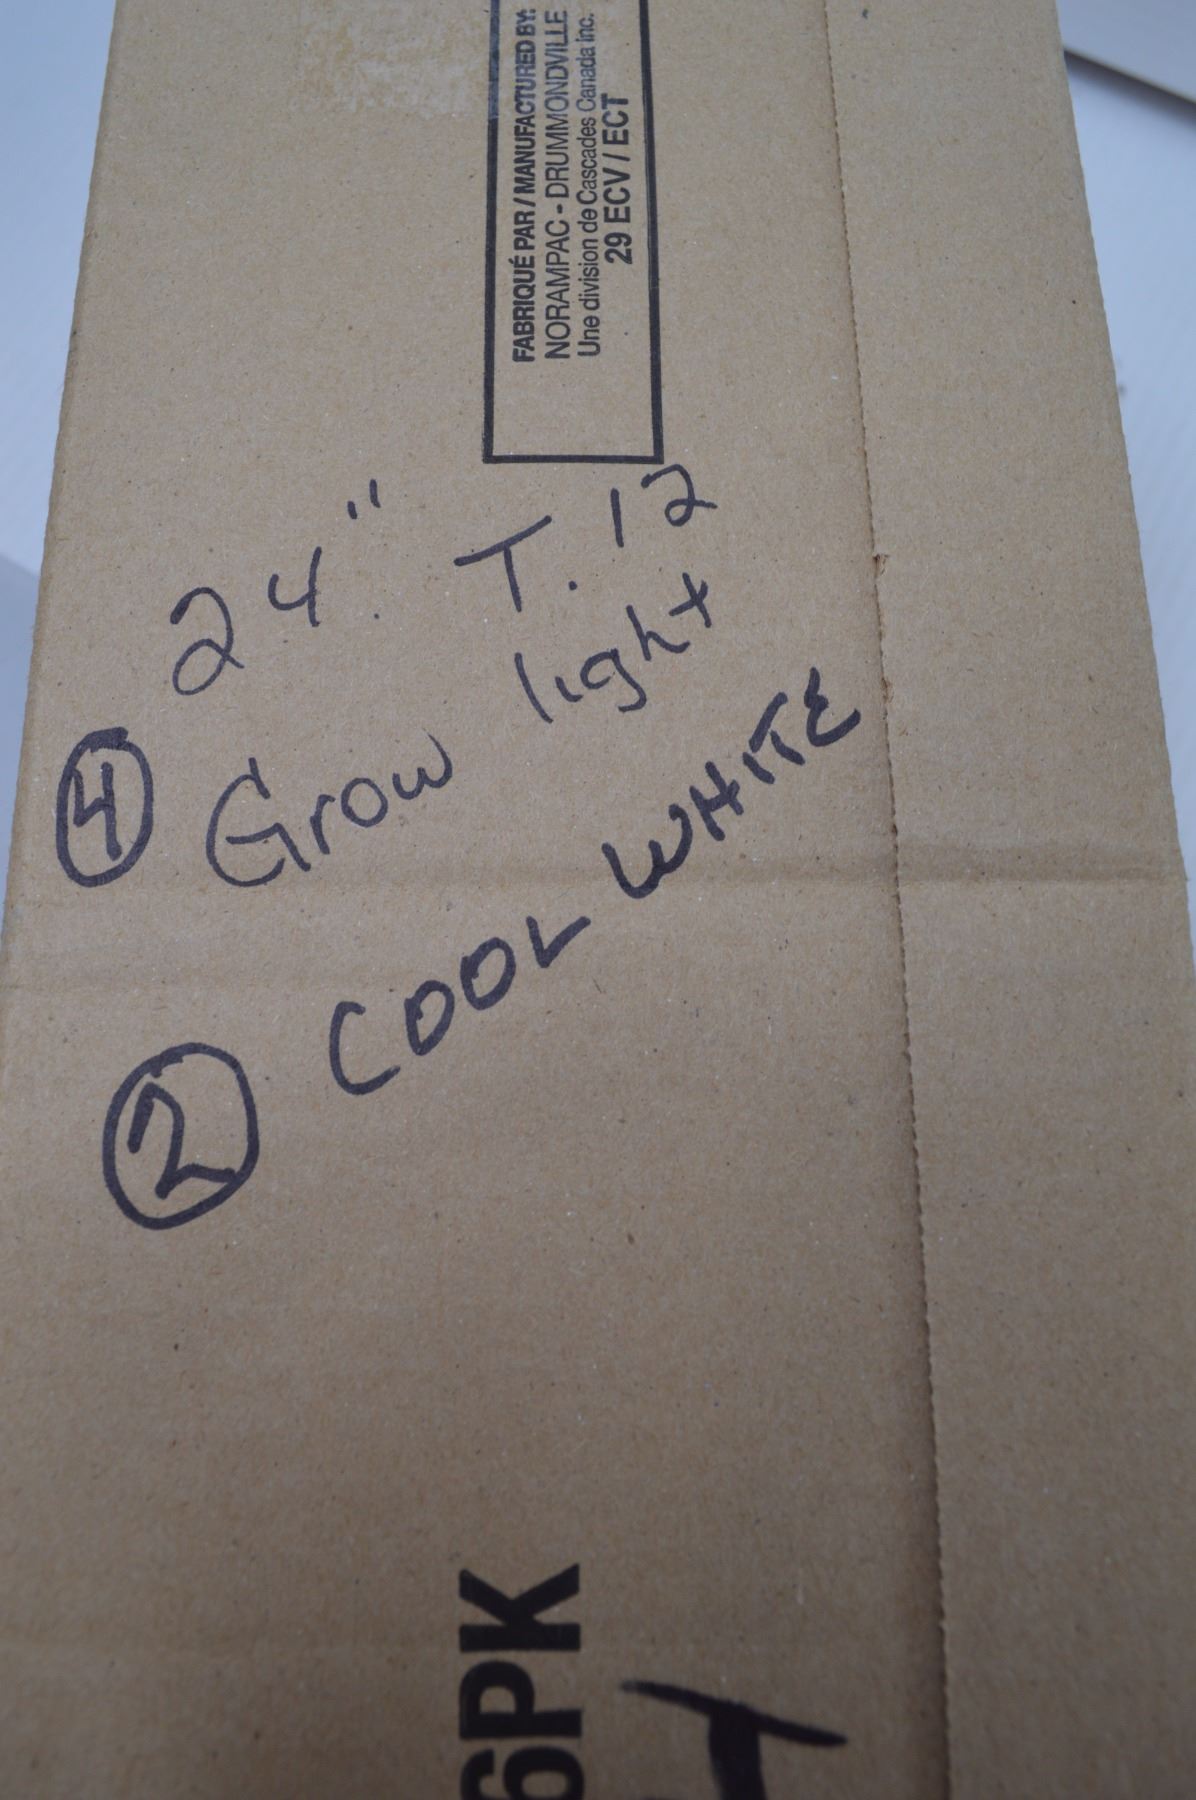 FABRIQUÉ PAR / MANUFACTURED BY:
NORAMPAC - DRUMMONDVILLE
Une division de Cascades Canada inc.
29 ECV / ECT
24" T.12
④ Grow light
② COOL WHITE
6PK